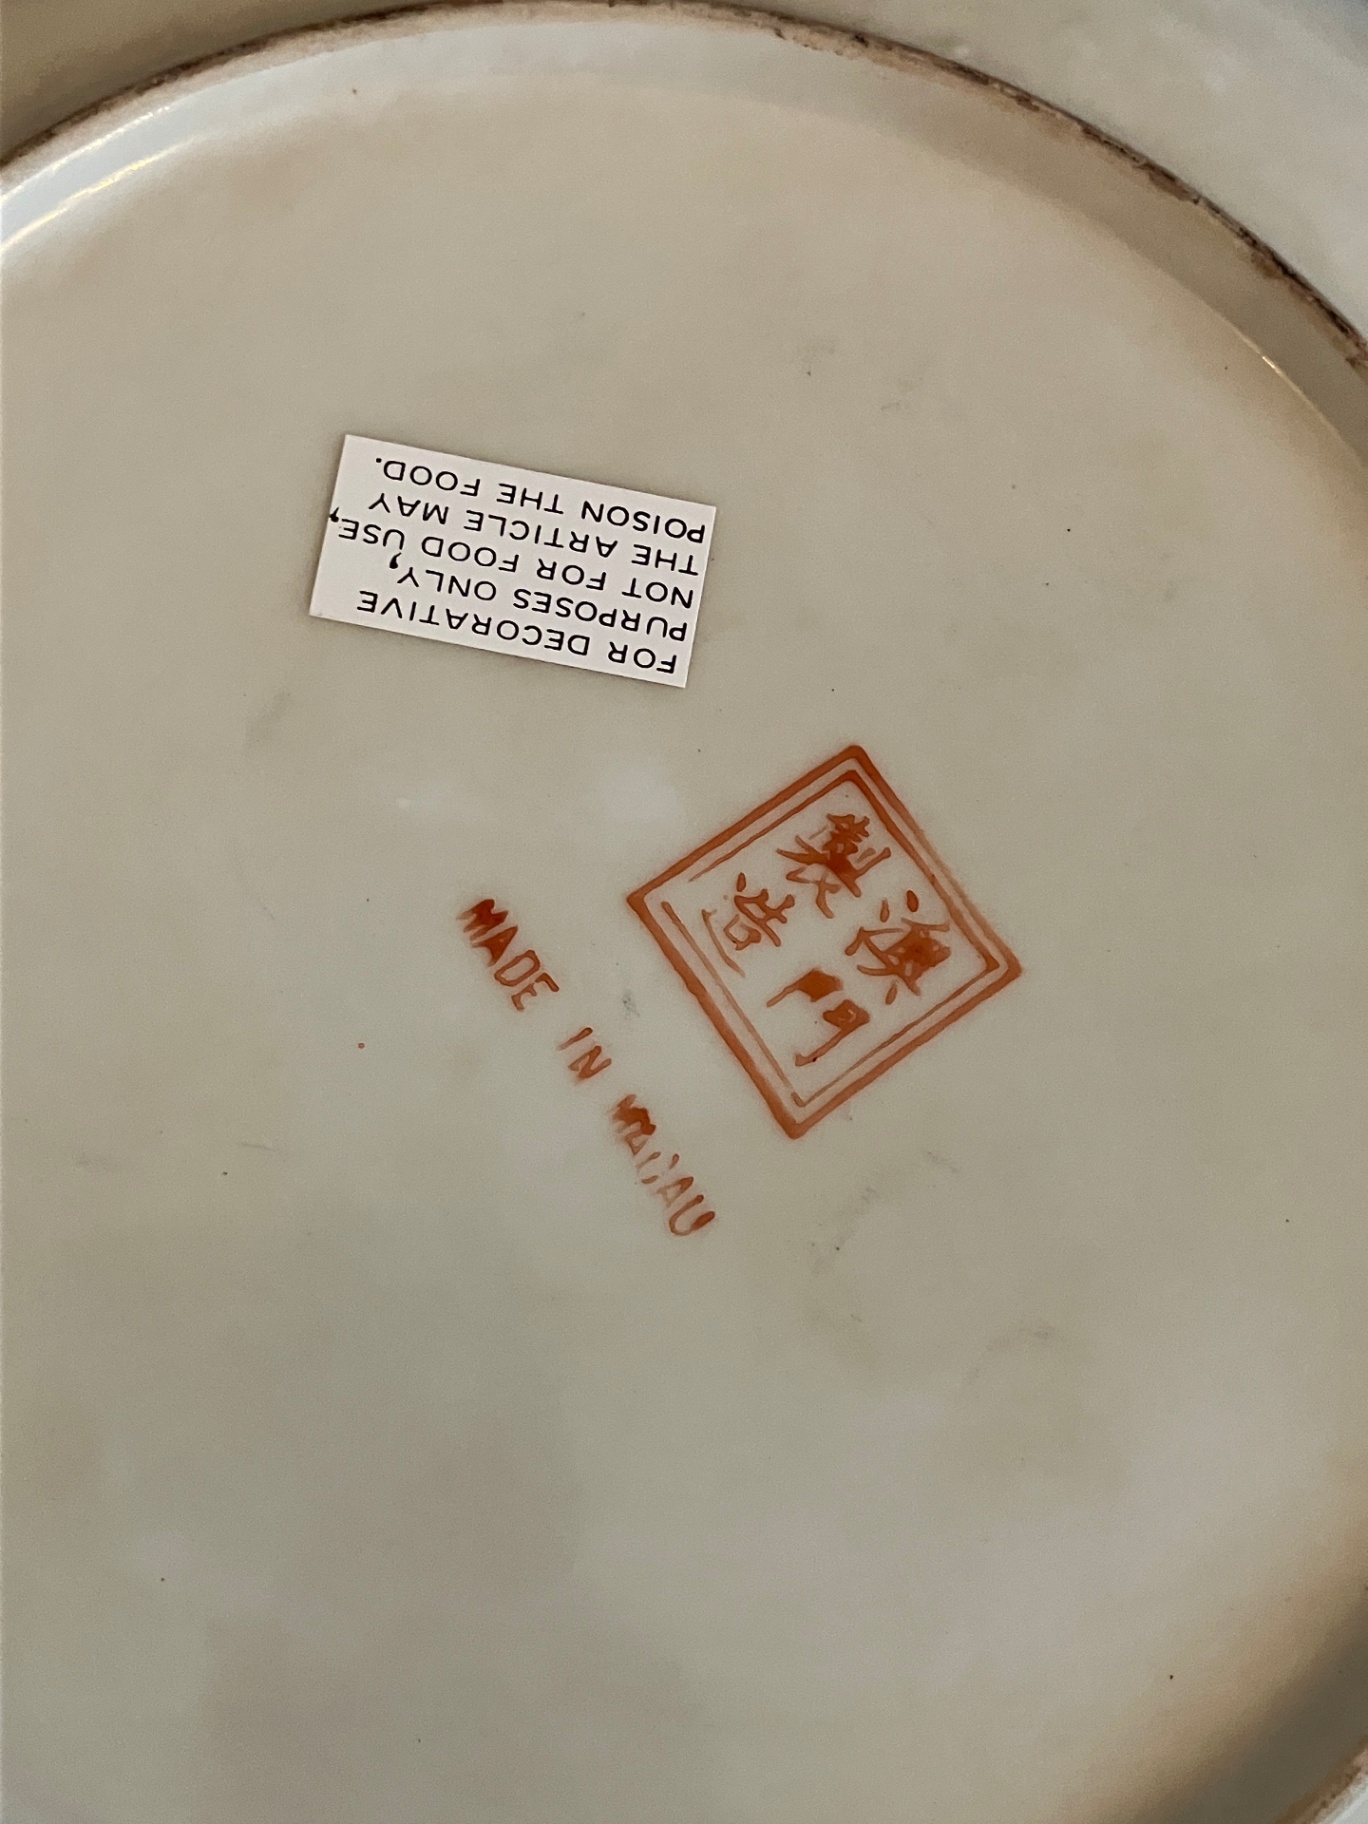 FOR DECORATIVE
PURPOSES ONLY,
NOT FOR FOOD USE,
THE ARTICLE MAY
POISON THE FOOD.
澳門
製造
MADE IN MACAU